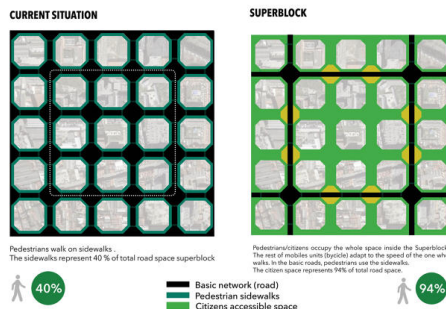 CURRENT SITUATION
SUPERBLOCK
Pedestrians walk on sidewalks .
The sidewalks represent 40 % of total road space superblock
Pedestrians/citizens occupy the whole space inside the Superblock
The rest of mobiles units (bycicle) adapt to the speed of the one who
walks. In the basic roads, pedestrians use the sidewalks.
The citizen space represents 94% of total road space.
40%
Basic network (road)
Pedestrian sidewalks
Citizens accessible space
94%